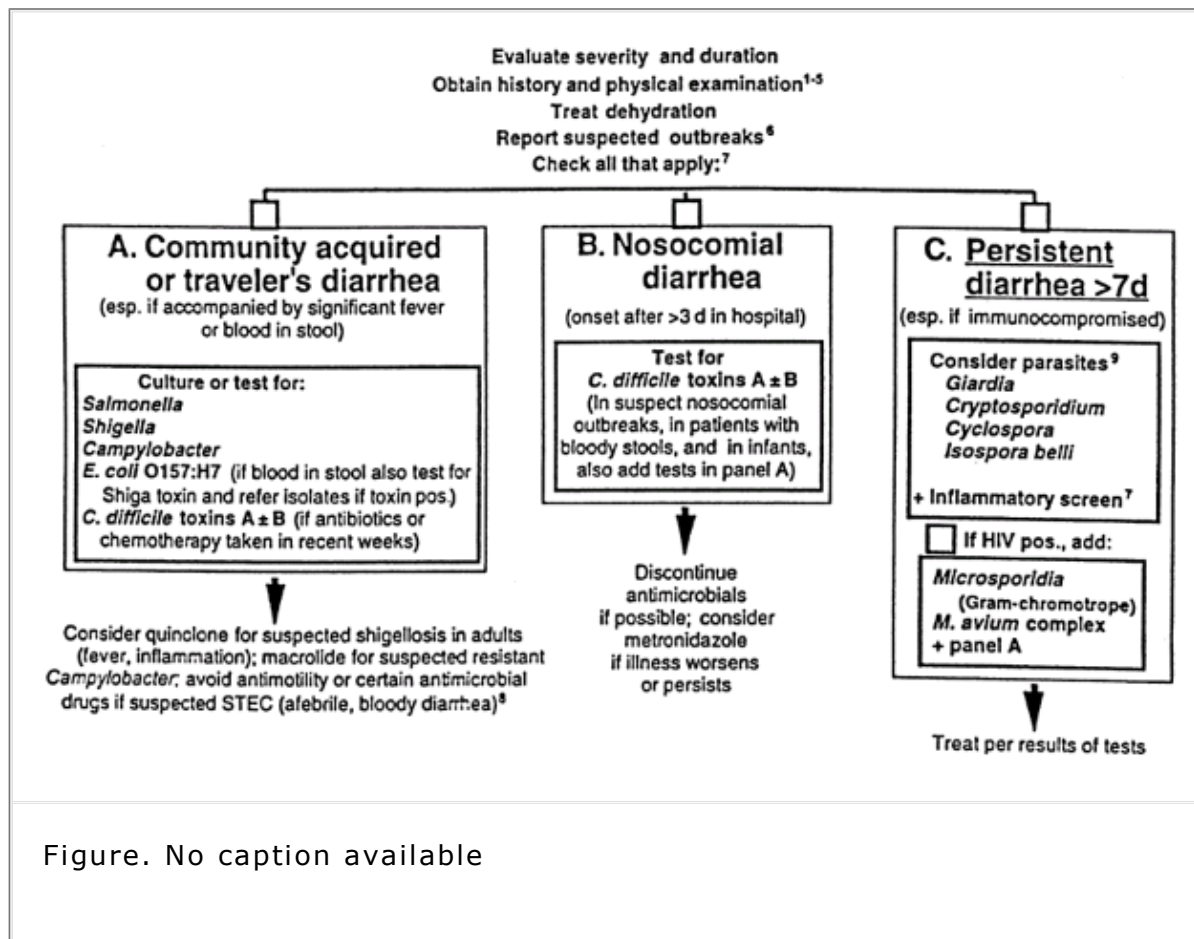 Evaluate severity and duration
Obtain history and physical examination¹⁻⁵
Treat dehydration
Report suspected outbreaks⁶
Check all that apply:⁷
A. Community acquired
or traveler's diarrhea
(esp. if accompanied by significant fever
or blood in stool)
Culture or test for:
Salmonella
Shigella
Campylobacter
E. coli O157:H7 (if blood in stool also test for
Shiga toxin and refer isolates if toxin pos.)
C. difficile toxins A ± B (if antibiotics or
chemotherapy taken in recent weeks)
Consider quinolone for suspected shigellosis in adults
(fever, inflammation); macrolide for suspected resistant
Campylobacter; avoid antimotility or certain antimicrobial
drugs if suspected STEC (afebrile, bloody diarrhea)⁸
B. Nosocomial
diarrhea
(onset after >3 d in hospital)
Test for
C. difficile toxins A ± B
(In suspect nosocomial
outbreaks, in patients with
bloody stools, and in infants,
also add tests in panel A)
Discontinue
antimicrobials
if possible; consider
metronidazole
if illness worsens
or persists
C. Persistent
diarrhea >7d
(esp. if immunocompromised)
Consider parasites⁹
Giardia
Cryptosporidium
Cyclospora
Isospora belli
+ Inflammatory screen⁷
If HIV pos., add:
Microsporidia
(Gram-chromotrope)
M. avium complex
+ panel A
Treat per results of tests
Figure. No caption available